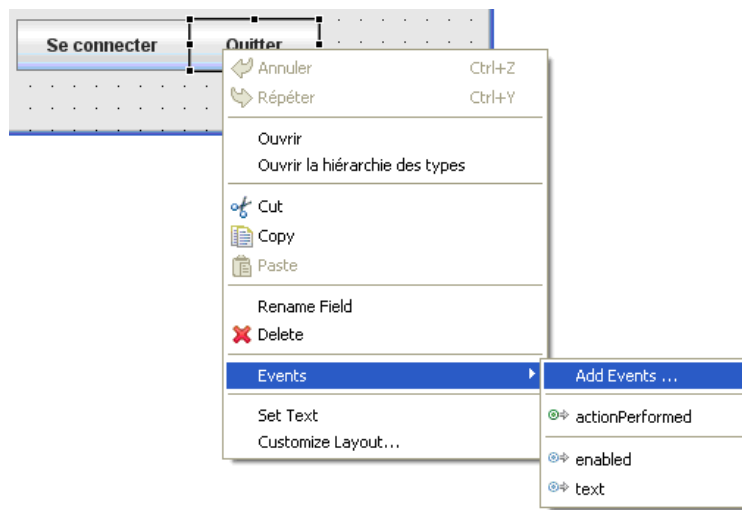 Se connecter
Quitter
Annuler Ctrl+Z
Répéter Ctrl+Y
Ouvrir
Ouvrir la hiérarchie des types
Cut
Copy
Paste
Rename Field
Delete
Events
Add Events ...
Set Text
Customize Layout...
actionPerformed
enabled
text